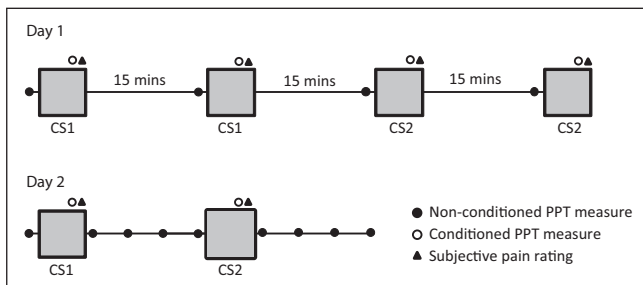 Day 1
15 mins
15 mins
15 mins
CS1
CS1
CS2
CS2
Day 2
CS1
CS2
Non-conditioned PPT measure
Conditioned PPT measure
Subjective pain rating